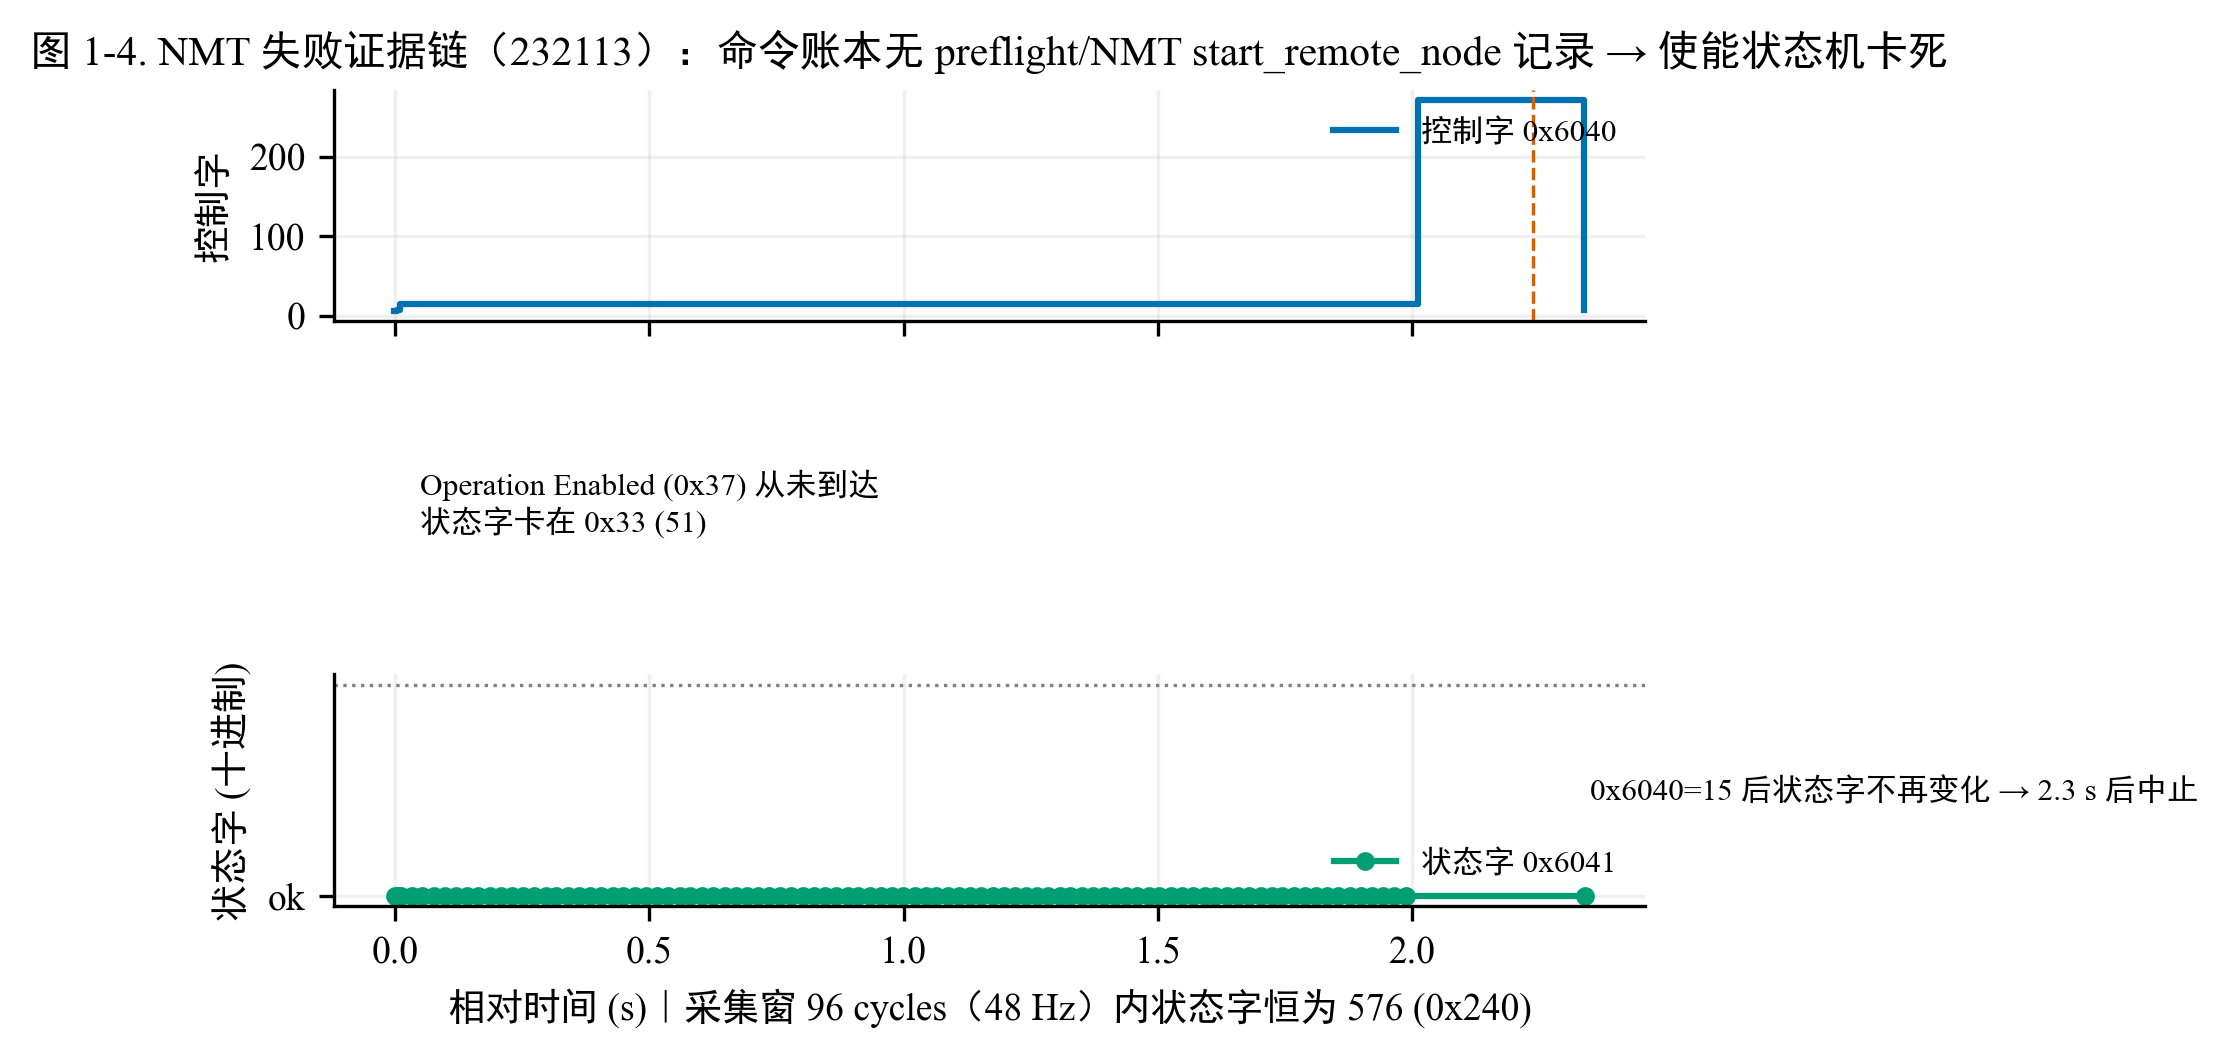 图 1-4. NMT 失败证据链（232113）：命令账本无 preflight/NMT start_remote_node 记录 → 使能状态机卡死
控制字
200
100
0
控制字 0x6040
Operation Enabled (0x37) 从未到达
状态字卡在 0x33 (51)
状态字 (十进制)
ok
0x6040=15 后状态字不再变化 → 2.3 s 后中止
状态字 0x6041
0.0 0.5 1.0 1.5 2.0
相对时间 (s)｜采集窗 96 cycles（48 Hz）内状态字恒为 576 (0x240)